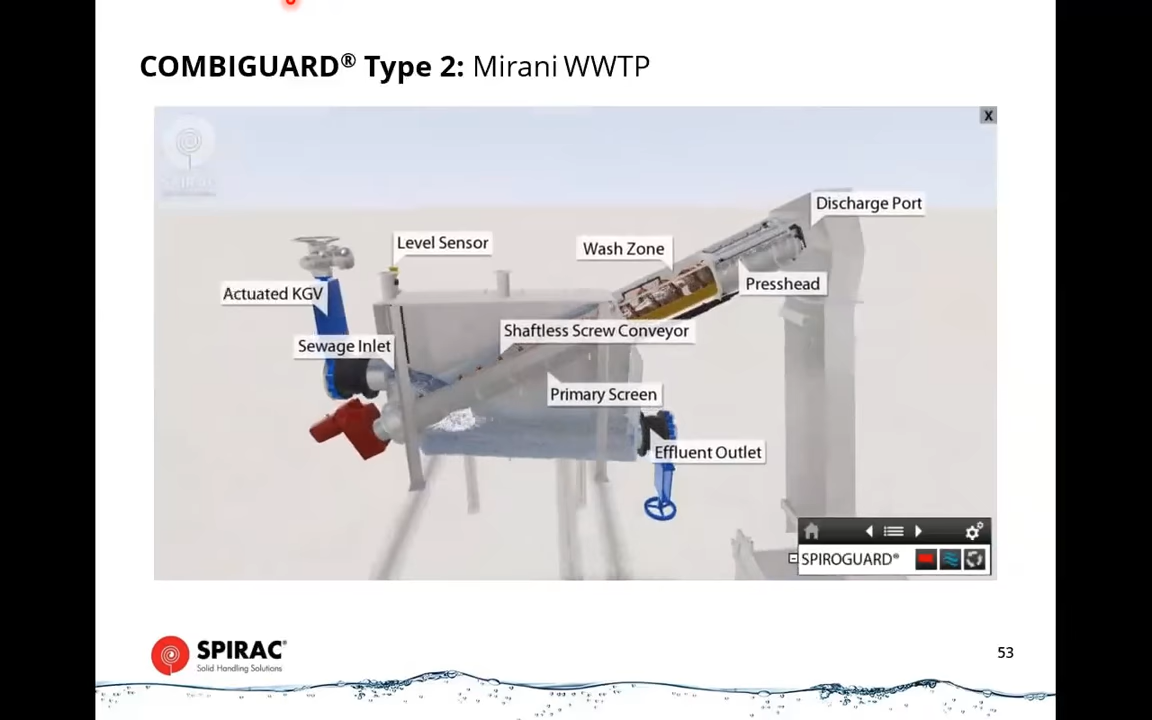 COMBIGUARD® Type 2: Mirani WWTP
X
SPIRAC
Discharge Port
Level Sensor
Wash Zone
Presshead
Actuated KGV
Shaftless Screw Conveyor
Sewage Inlet
Primary Screen
Effluent Outlet
SPIROGUARD®
SPIRAC®
Solid Handling Solutions
53